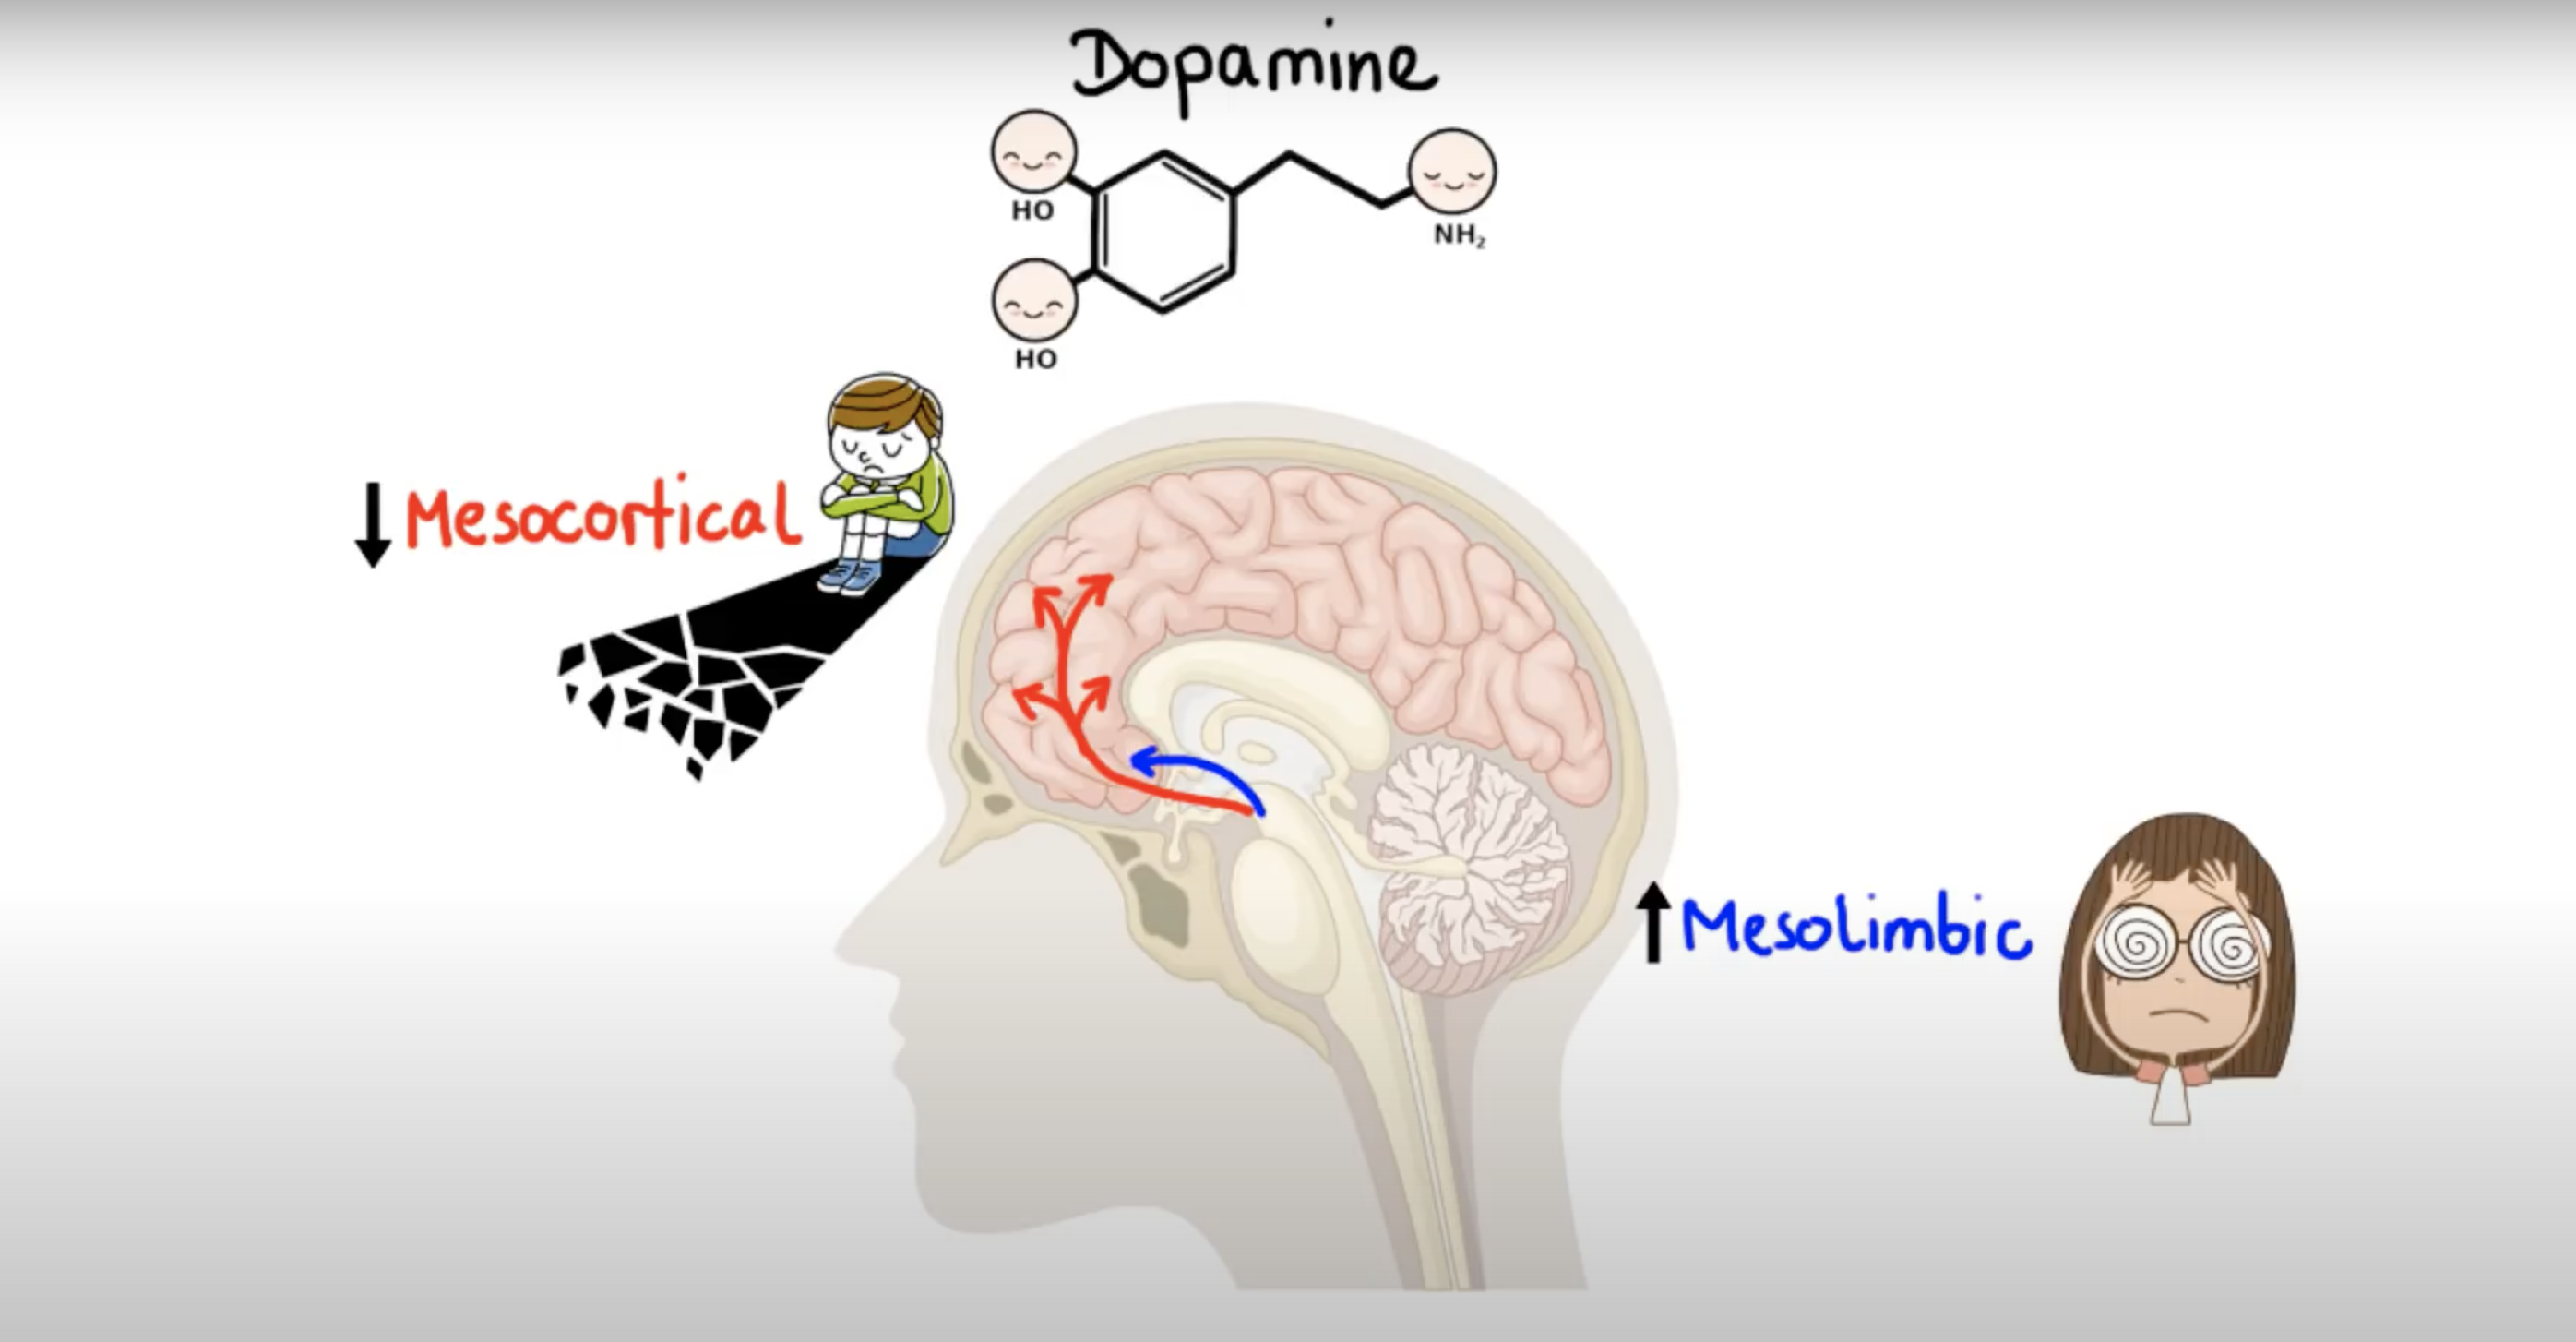 Dopamine
HO
NH₂
HO
↓ Mesocortical
↑ Mesolimbic